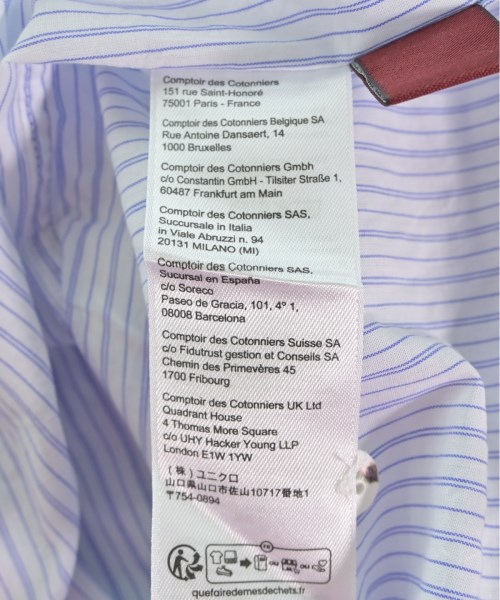 Comptoir des Cotonniers
151 rue Saint-Honoré
75001 Paris - France
Comptoir des Cotonniers Belgique SA
Rue Antoine Dansaert, 14
1000 Bruxelles
Comptoir des Cotonniers Gmbh
c/o Constantin GmbH - Tilsiter Straße 1,
60487 Frankfurt am Main
Comptoir des Cotonniers SAS,
Succursale in Italia
in Viale Abruzzi n. 94
20131 MILANO (MI)
Comptoir des Cotonniers SAS,
Sucursal en España
c/o Soreco
Paseo de Gracia, 101, 4º 1,
08008 Barcelona
Comptoir des Cotonniers Suisse SA
c/o Fidutrust gestion et Conseils SA
Chemin des Primevères 45
1700 Fribourg
Comptoir des Cotonniers UK Ltd
Quadrant House
4 Thomas More Square
c/o UHY Hacker Young LLP
London E1W 1YW
(株)ユニクロ
山口県山口市佐山10717番地1
〒754-0894
FR
OU OU
quefairedemesdechets.fr